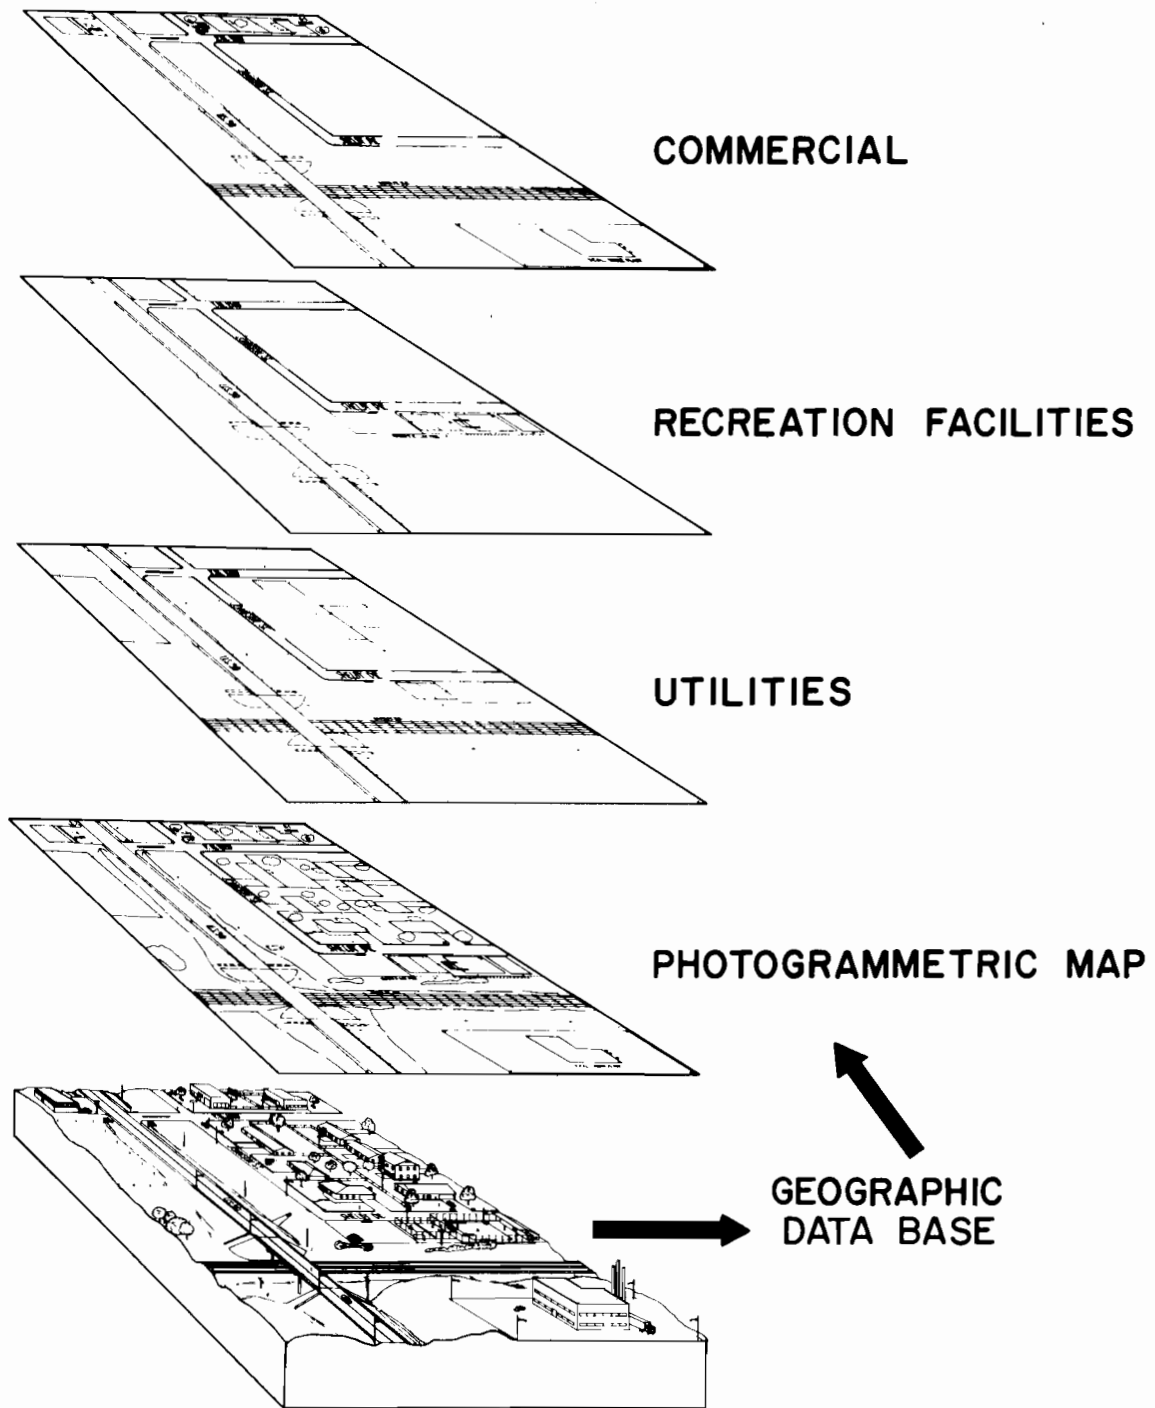 COMMERCIAL
RECREATION FACILITIES
UTILITIES
PHOTOGRAMMETRIC MAP
GEOGRAPHIC
DATA BASE